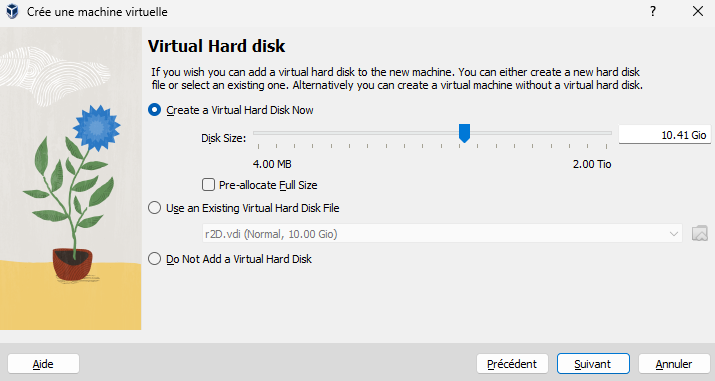 Crée une machine virtuelle
?
Virtual Hard disk
If you wish you can add a virtual hard disk to the new machine. You can either create a new hard disk
file or select an existing one. Alternatively you can create a virtual machine without a virtual hard disk.
Create a Virtual Hard Disk Now
Disk Size:
10.41 Gio
4.00 MB
2.00 Tio
Pre-allocate Full Size
Use an Existing Virtual Hard Disk File
r2D.vdi (Normal, 10.00 Gio)
Do Not Add a Virtual Hard Disk
Aide
Précédent
Suivant
Annuler